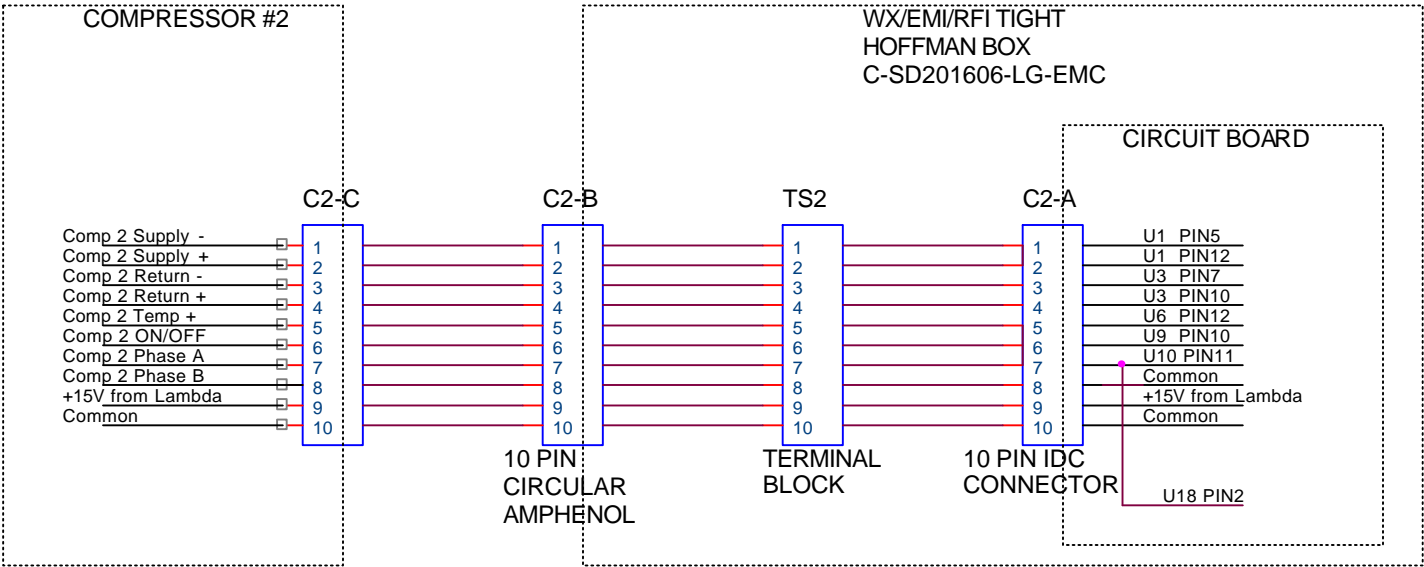 COMPRESSOR #2
WX/EMI/RFI TIGHT
HOFFMAN BOX
C-SD201606-LG-EMC
CIRCUIT BOARD
C2-C
C2-B
TS2
C2-A
Comp 2 Supply -
Comp 2 Supply +
Comp 2 Return -
Comp 2 Return +
Comp 2 Temp +
Comp 2 ON/OFF
Comp 2 Phase A
Comp 2 Phase B
+15V from Lambda
Common
1
2
3
4
5
6
7
8
9
10
1
2
3
4
5
6
7
8
9
10
1
2
3
4
5
6
7
8
9
10
1
2
3
4
5
6
7
8
9
10
U1 PIN5
U1 PIN12
U3 PIN7
U3 PIN10
U6 PIN12
U9 PIN10
U10 PIN11
Common
+15V from Lambda
Common
10 PIN
CIRCULAR
AMPHENOL
TERMINAL
BLOCK
10 PIN IDC
CONNECTOR
U18 PIN2